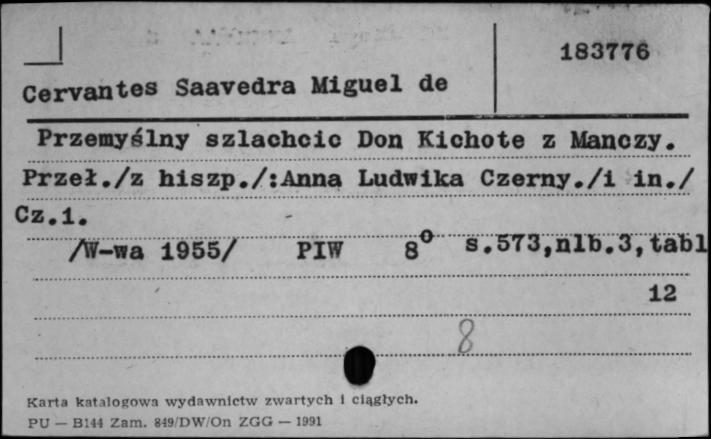 183776
Cervantes Saavedra Miguel de
Przemyślny szlachcic Don Kichote z Manczy.
Przeł./z hiszp./:Anna Ludwika Czerny./i in./
Cz.1.
/W-wa 1955/ PIW 8° s.573,nlb.3,tabl
12
8
Karta katalogowa wydawnictw zwartych i ciągłych.
PU — B144 Zam. 849/DW/On ZGG — 1991